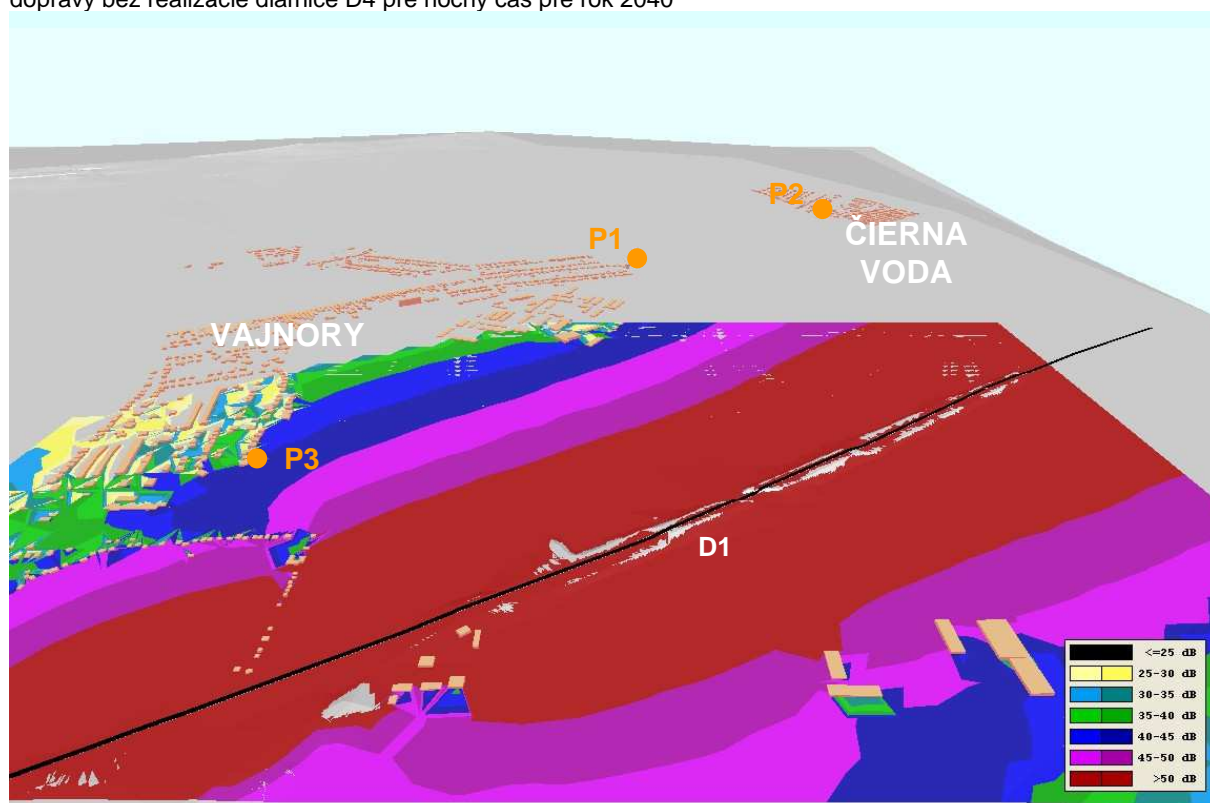 dopravy bez realizácie diaľnice D4 pre nočný čas pre rok 2040
P2
P1
ČIERNA
VODA
VAJNORY
P3
D1
<=25 dB
25-30 dB
30-35 dB
35-40 dB
40-45 dB
45-50 dB
>50 dB